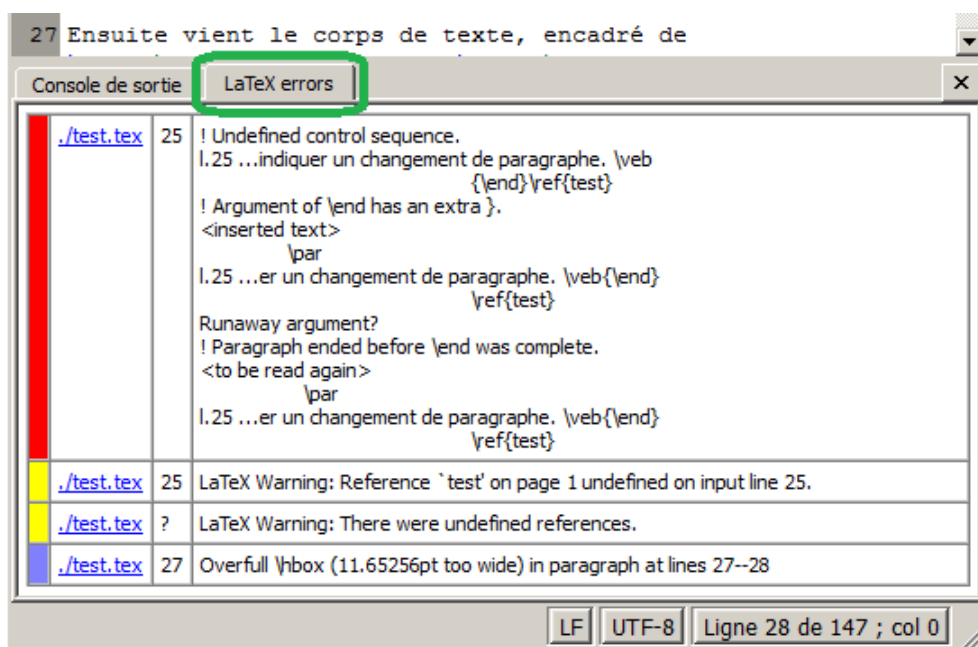 27 Ensuite vient le corps de texte, encadré de
Console de sortie LaTeX errors ×
./test.tex 25 ! Undefined control sequence.
l.25 ...indiquer un changement de paragraphe. \veb
{\end}\ref{test}
! Argument of \end has an extra }.
<inserted text>
\par
l.25 ...er un changement de paragraphe. \veb{\end}
\ref{test}
Runaway argument?
! Paragraph ended before \end was complete.
<to be read again>
\par
l.25 ...er un changement de paragraphe. \veb{\end}
\ref{test}
./test.tex 25 LaTeX Warning: Reference `test' on page 1 undefined on input line 25.
./test.tex ? LaTeX Warning: There were undefined references.
./test.tex 27 Overfull \hbox (11.65256pt too wide) in paragraph at lines 27--28
LF UTF-8 Ligne 28 de 147 ; col 0